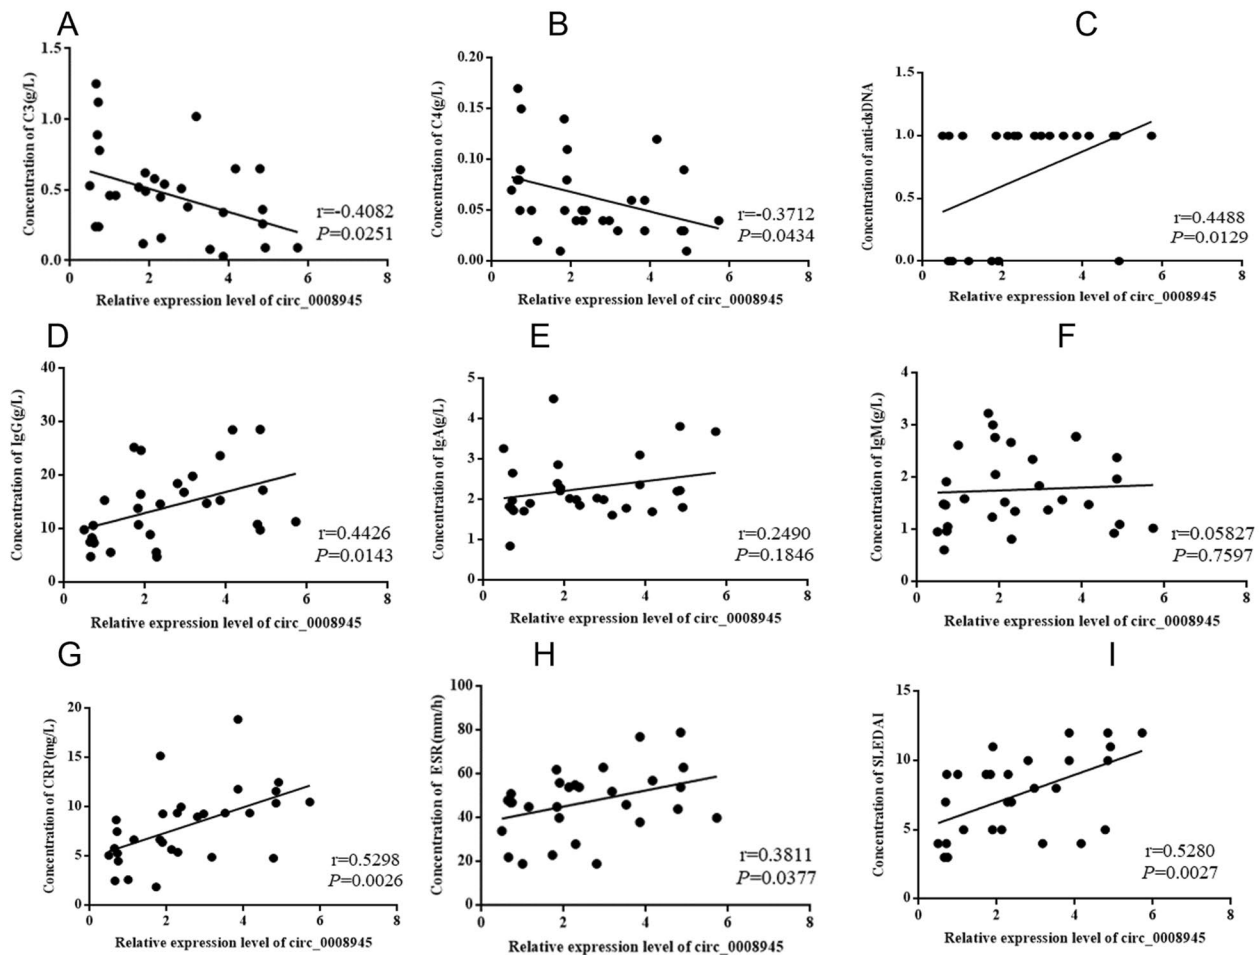 A
Concentration of C3(g/L)
1.5
1.0
0.5
0.0
0 2 4 6 8
r=-0.4082
P=0.0251
Relative expression level of circ_0008945
B
Concentration of C4(g/L)
0.20
0.15
0.10
0.05
0.00
0 2 4 6 8
r=-0.3712
P=0.0434
Relative expression level of circ_0008945
C
Concentration of anti-dsDNA
1.5
1.0
0.5
0.0
0 2 4 6 8
r=0.4488
P=0.0129
Relative expression level of circ_0008945
D
Concentration of IgG(g/L)
40
30
20
10
0
0 2 4 6 8
r=0.4426
P=0.0143
Relative expression level of circ_0008945
E
Concentration of IgA(g/L)
5
4
3
2
1
0
0 2 4 6 8
r=0.2490
P=0.1846
Relative expression level of circ_0008945
F
Concentration of IgM(g/L)
4
3
2
1
0
0 2 4 6 8
r=0.05827
P=0.7597
Relative expression level of circ_0008945
G
Concentration of CRP(mg/L)
20
15
10
5
0
0 2 4 6 8
r=0.5298
P=0.0026
Relative expression level of circ_0008945
H
Concentration of ESR(mm/h)
100
80
60
40
20
0
0 2 4 6 8
r=0.3811
P=0.0377
Relative expression level of circ_0008945
I
Concentration of SLEDAI
15
10
5
0
0 2 4 6 8
r=0.5280
P=0.0027
Relative expression level of circ_0008945